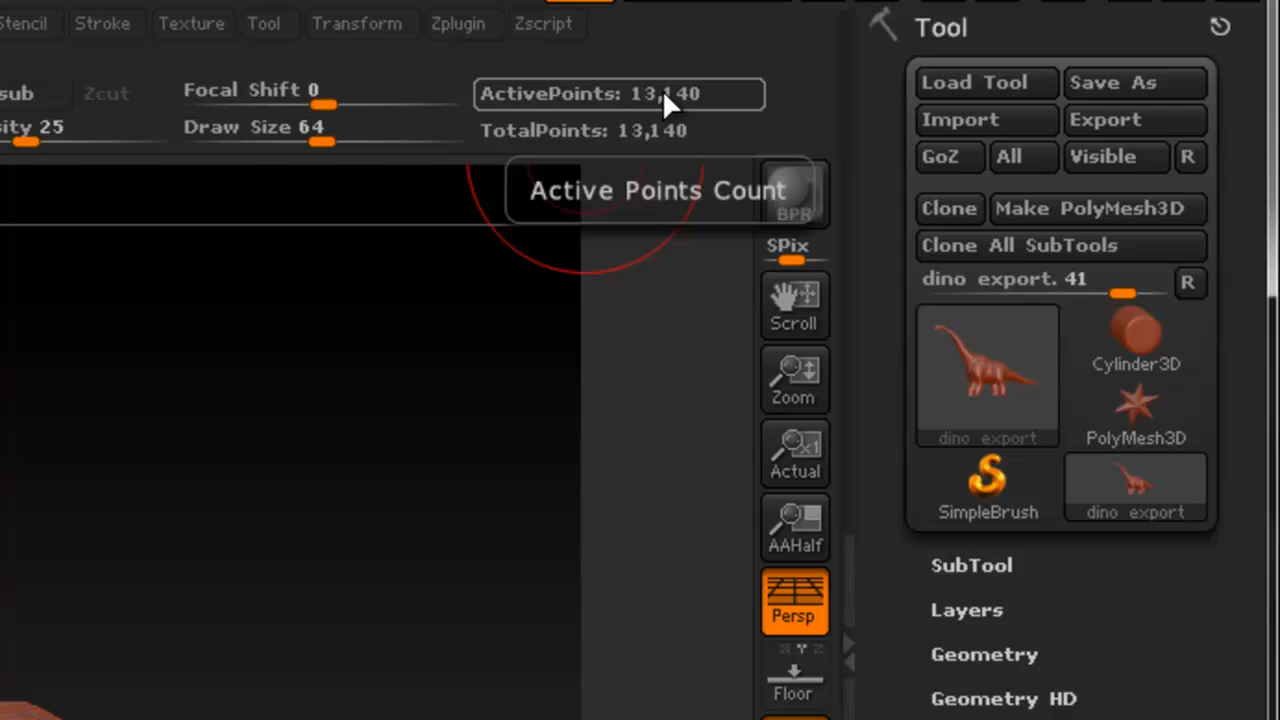 Stencil Stroke Texture Tool Transform Zplugin Zscript
sub Zcut Focal Shift 0 ActivePoints: 13,140
ity 25 Draw Size 64 TotalPoints: 13,140
Active Points Count
BPR
SPix
Scroll
Zoom
Actual
AAHalf
Persp
Floor
Tool
Load Tool Save As
Import Export
GoZ All Visible R
Clone Make PolyMesh3D
Clone All SubTools
dino export. 41 R
Cylinder3D
dino export PolyMesh3D
SimpleBrush dino export
SubTool
Layers
Geometry
Geometry HD